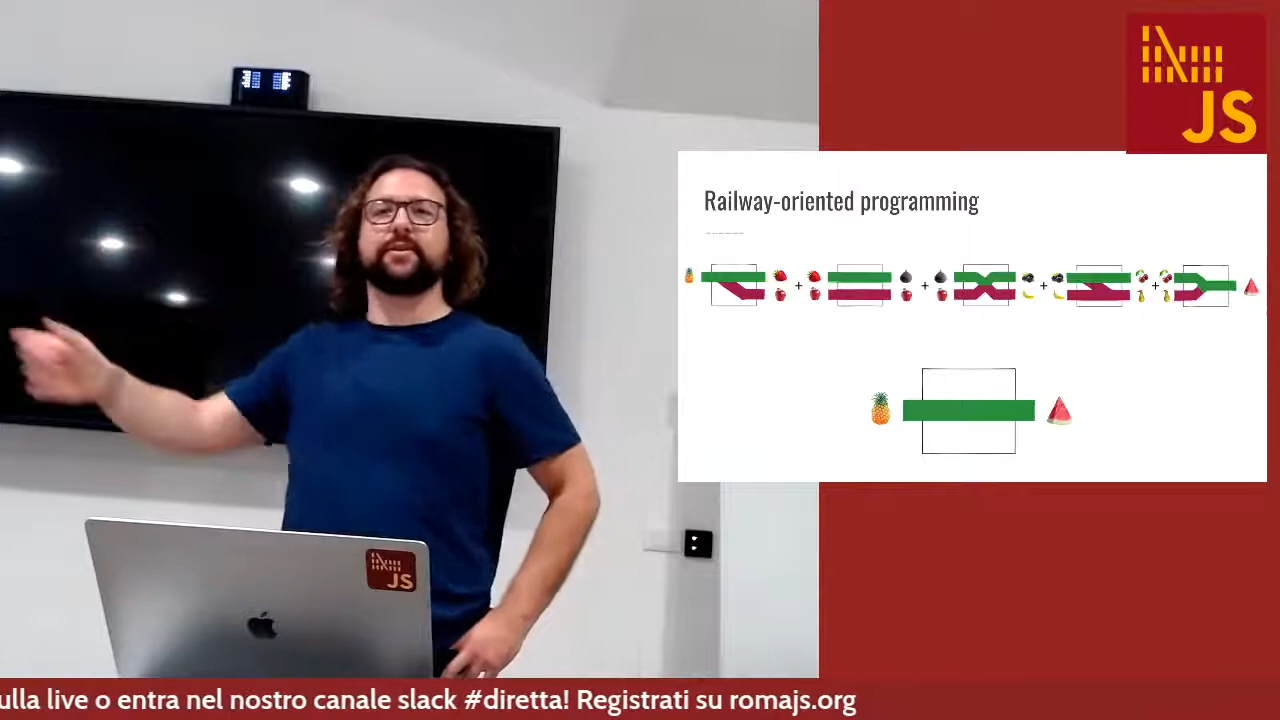 JS
Railway-oriented programming
+ + + +
JS
ulla live o entra nel nostro canale slack #diretta! Registrati su romajs.org